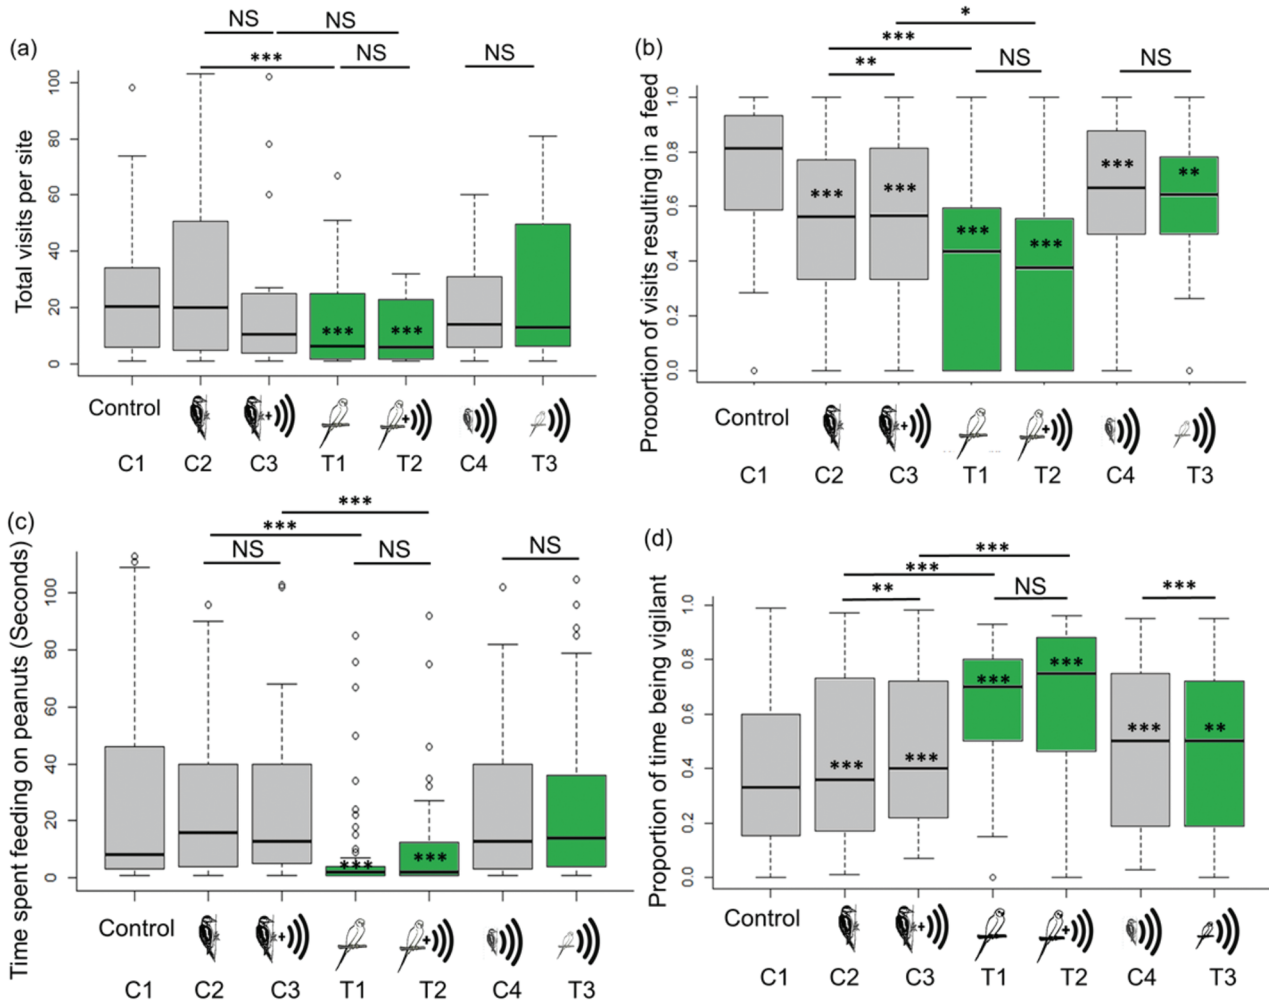 (a)
NS
NS
***
NS
NS
Total visits per site
100
80
60
40
20
0
***
***
Control
+
+
C1
C2
C3
T1
T2
C4
T3
(b)
*
***
**
NS
NS
Proportion of visits resulting in a feed
1.0
0.8
0.6
0.4
0.2
0.0
***
***
***
***
***
**
Control
+
+
C1
C2
C3
T1
T2
C4
T3
(c)
***
***
NS
NS
NS
Time spent feeding on peanuts (Seconds)
100
80
60
40
20
0
***
***
Control
+
+
C1
C2
C3
T1
T2
C4
T3
(d)
***
***
**
NS
***
Proportion of time being vigilant
1.0
0.8
0.6
0.4
0.2
0.0
***
***
***
***
***
**
Control
+
+
C1
C2
C3
T1
T2
C4
T3